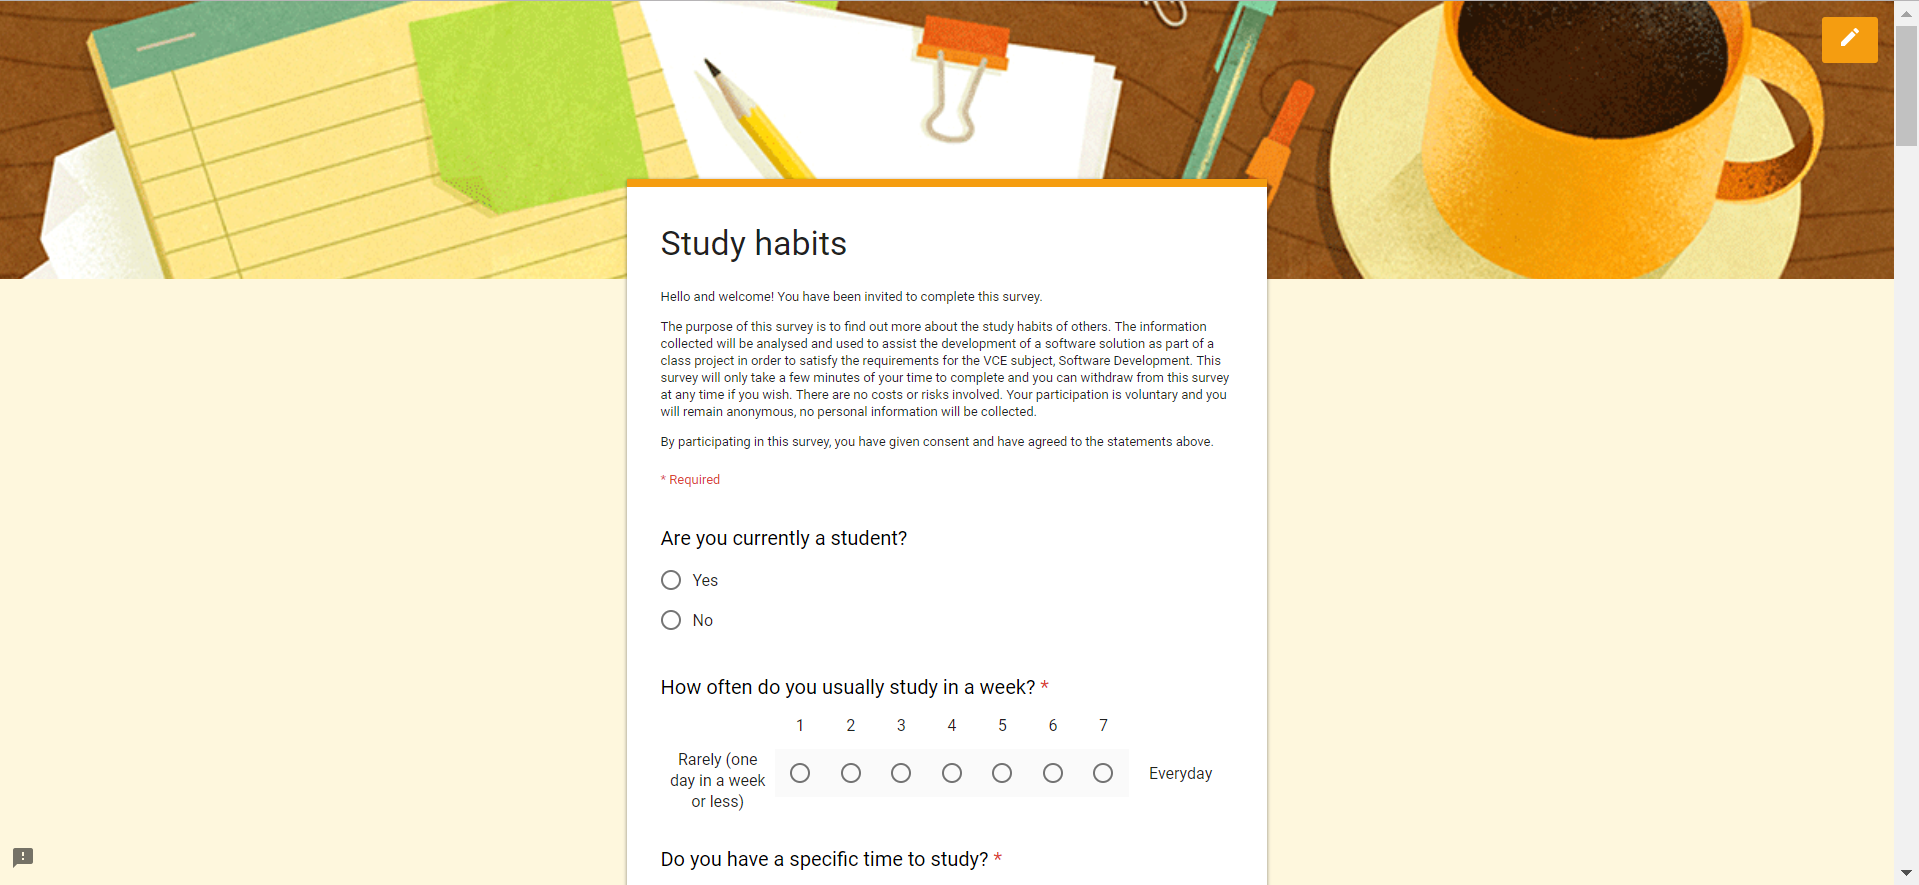 Study habits
Hello and welcome! You have been invited to complete this survey.
The purpose of this survey is to find out more about the study habits of others. The information
collected will be analysed and used to assist the development of a software solution as part of a
class project in order to satisfy the requirements for the VCE subject, Software Development. This
survey will only take a few minutes of your time to complete and you can withdraw from this survey
at any time if you wish. There are no costs or risks involved. Your participation is voluntary and you
will remain anonymous, no personal information will be collected.
By participating in this survey, you have given consent and have agreed to the statements above.
* Required
Are you currently a student?
Yes
No
How often do you usually study in a week? *
1 2 3 4 5 6 7
Rarely (one
day in a week
or less)
Everyday
Do you have a specific time to study? *